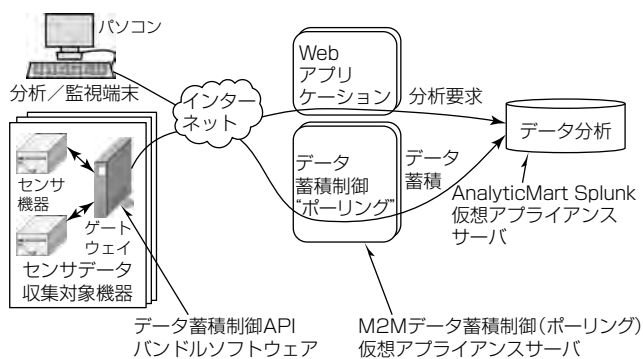 パソコン
分析／監視端末
インター
ネット
Web
アプリ
ケーション
分析要求
データ分析
データ
蓄積制御
“ポーリング”
データ
蓄積
AnalyticMart Splunk
仮想アプライアンス
サーバ
センサ
機器
ゲート
ウェイ
センサデータ
収集対象機器
データ蓄積制御API
バンドルソフトウェア
M2Mデータ蓄積制御（ポーリング）
仮想アプライアンスサーバ